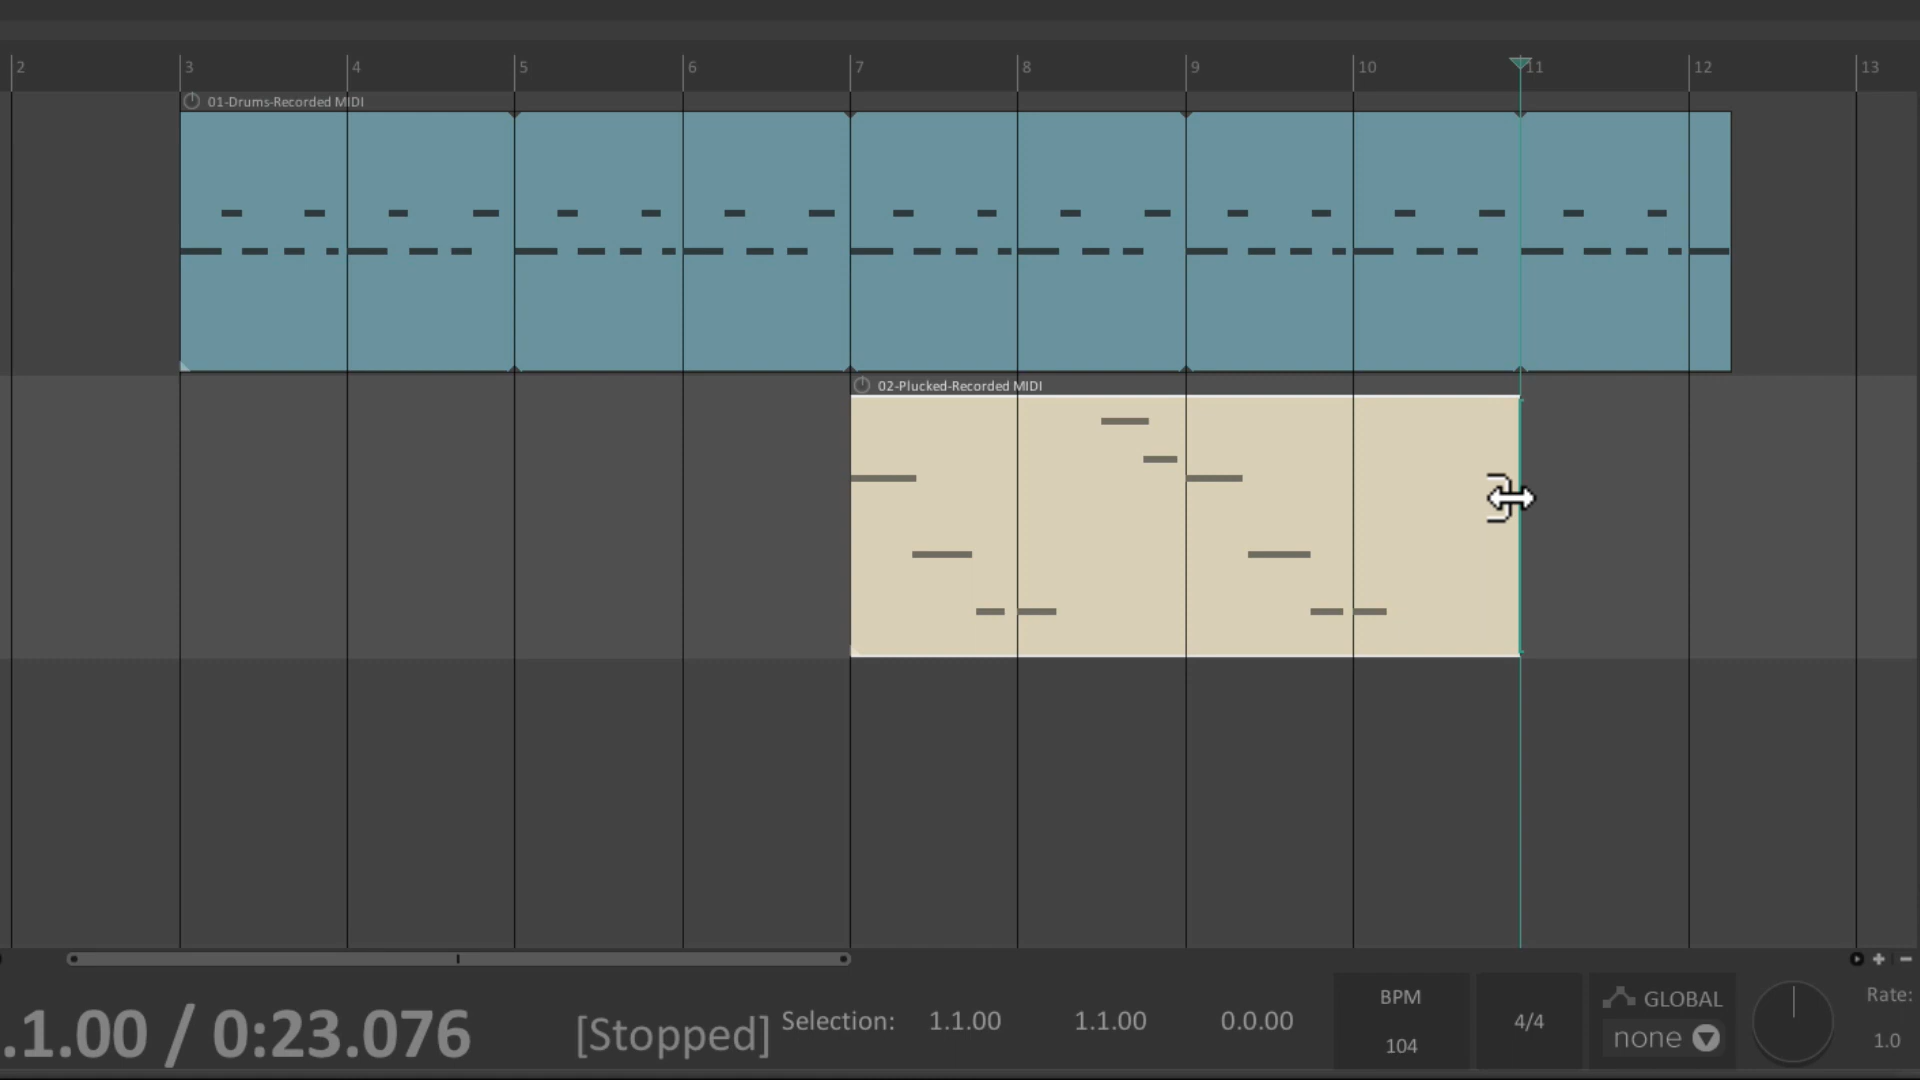 2 3 4 5 6 7 8 9 10 11 12 13
01-Drums-Recorded MIDI
02-Plucked-Recorded MIDI
.1.00 / 0:23.076 [Stopped] Selection: 1.1.00 1.1.00 0.0.00
BPM
104
4/4
GLOBAL
none
Rate:
1.0